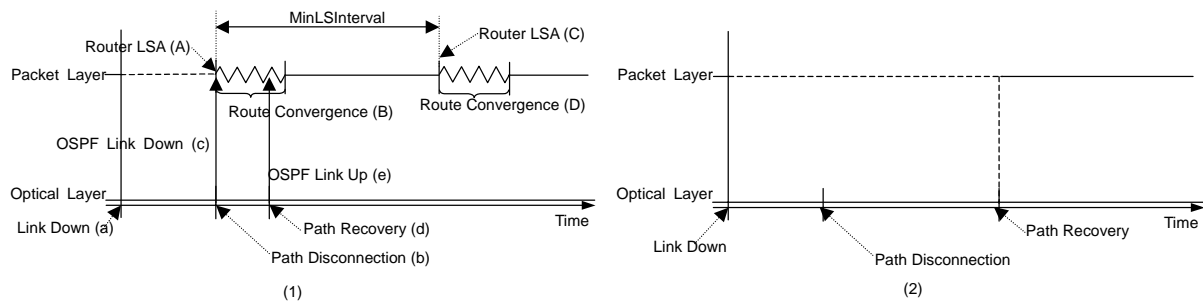 MinLSInterval
Router LSA (A)
Router LSA (C)
Packet Layer
Route Convergence (B)
Route Convergence (D)
OSPF Link Down (c)
OSPF Link Up (e)
Optical Layer
Time
Link Down (a)
Path Recovery (d)
Path Disconnection (b)
(1)
Packet Layer
Optical Layer
Time
Link Down
Path Recovery
Path Disconnection
(2)